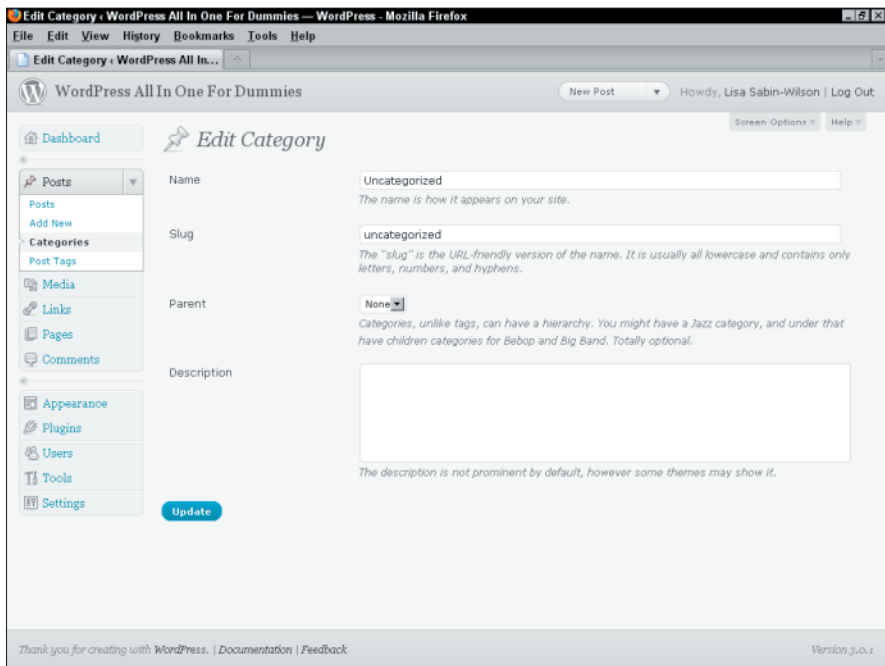 Edit Category ‹ WordPress All In One For Dummies — WordPress - Mozilla Firefox
File Edit View History Bookmarks Tools Help
Edit Category ‹ WordPress All In...
WordPress All In One For Dummies
New Post
Howdy, Lisa Sabin-Wilson | Log Out
Screen Options
Help
Dashboard
Edit Category
Posts
Posts
Add New
Categories
Post Tags
Media
Links
Pages
Comments
Appearance
Plugins
Users
Tools
Settings
Name
Uncategorized
The name is how it appears on your site.
Slug
uncategorized
The "slug" is the URL-friendly version of the name. It is usually all lowercase and contains only
letters, numbers, and hyphens.
Parent
None
Categories, unlike tags, can have a hierarchy. You might have a Jazz category, and under that
have children categories for Bebop and Big Band. Totally optional.
Description
The description is not prominent by default, however some themes may show it.
Update
Thank you for creating with WordPress. | Documentation | Feedback
Version 3.0.1